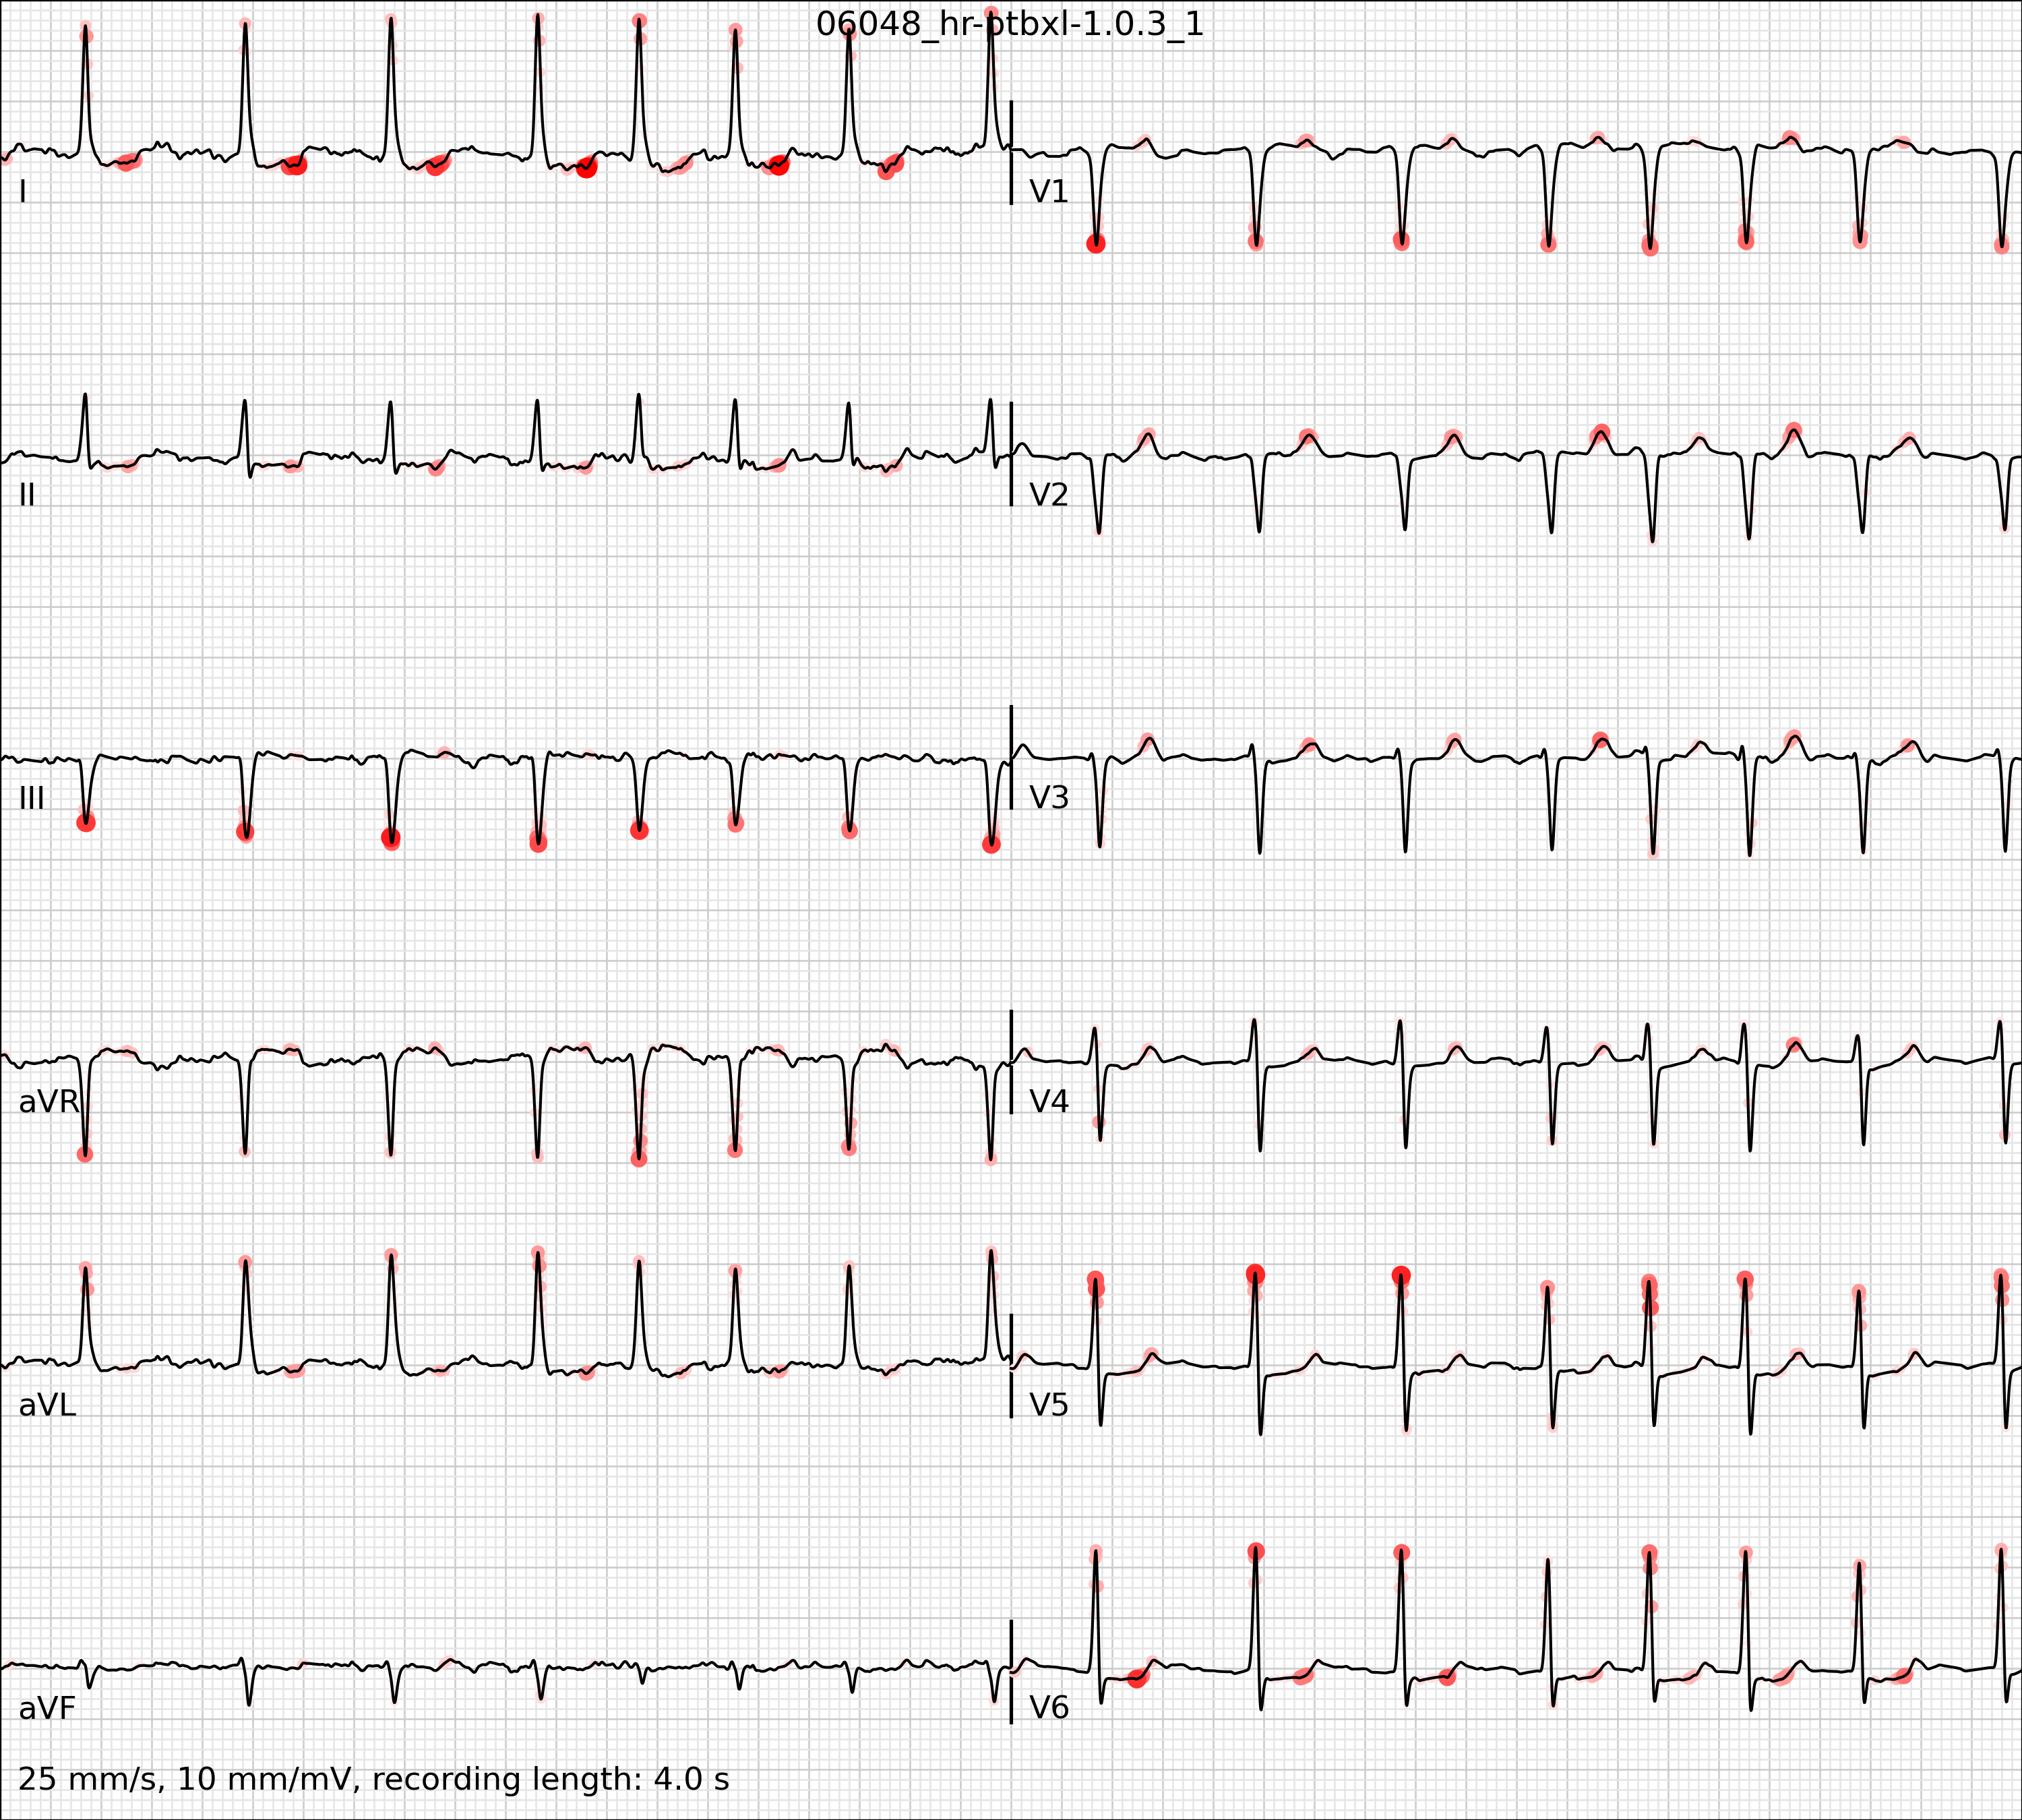 06048_hr-ptbxl-1.0.3_1
I
V1
II
V2
III
V3
aVR
V4
aVL
V5
aVF
V6
25 mm/s, 10 mm/mV, recording length: 4.0 s